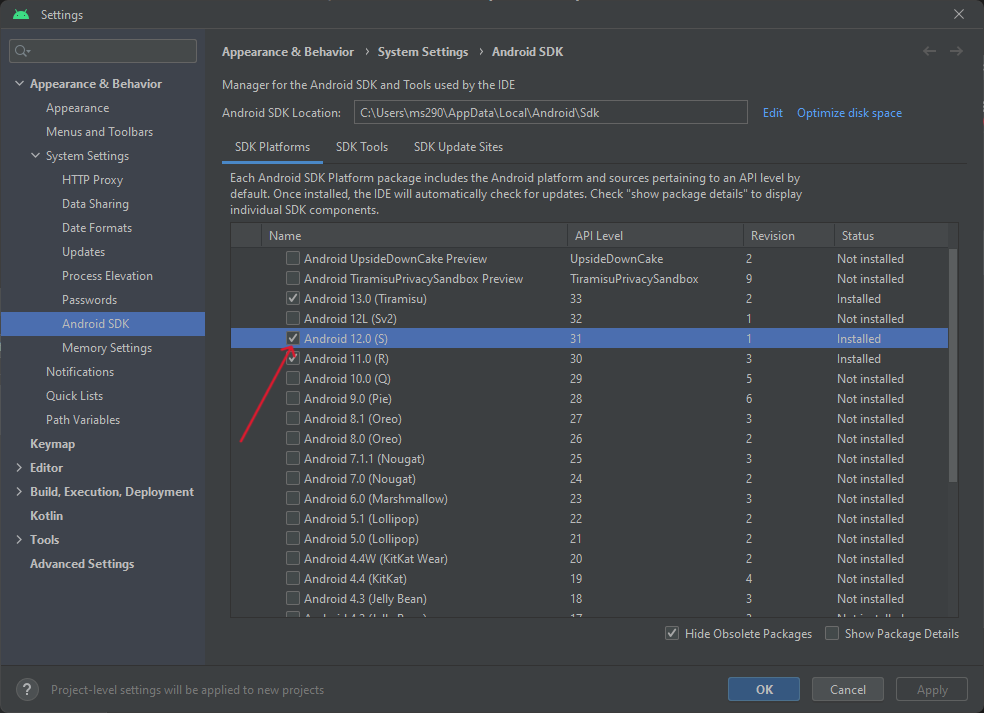 Settings
Appearance & Behavior › System Settings › Android SDK
Manager for the Android SDK and Tools used by the IDE
Android SDK Location: C:\Users\ms290\AppData\Local\Android\Sdk Edit Optimize disk space
SDK Platforms SDK Tools SDK Update Sites
Each Android SDK Platform package includes the Android platform and sources pertaining to an API level by
default. Once installed, the IDE will automatically check for updates. Check "show package details" to display
individual SDK components.
Name API Level Revision Status
Android UpsideDownCake Preview UpsideDownCake 2 Not installed
Android TiramisuPrivacySandbox Preview TiramisuPrivacySandbox 9 Not installed
Android 13.0 (Tiramisu) 33 2 Installed
Android 12L (Sv2) 32 1 Not installed
Android 12.0 (S) 31 1 Installed
Android 11.0 (R) 30 3 Installed
Android 10.0 (Q) 29 5 Not installed
Android 9.0 (Pie) 28 6 Not installed
Android 8.1 (Oreo) 27 3 Not installed
Android 8.0 (Oreo) 26 2 Not installed
Android 7.1.1 (Nougat) 25 3 Not installed
Android 7.0 (Nougat) 24 2 Not installed
Android 6.0 (Marshmallow) 23 3 Not installed
Android 5.1 (Lollipop) 22 2 Not installed
Android 5.0 (Lollipop) 21 2 Not installed
Android 4.4W (KitKat Wear) 20 2 Not installed
Android 4.4 (KitKat) 19 4 Not installed
Android 4.3 (Jelly Bean) 18 3 Not installed
Hide Obsolete Packages Show Package Details
Appearance & Behavior
Appearance
Menus and Toolbars
System Settings
HTTP Proxy
Data Sharing
Date Formats
Updates
Process Elevation
Passwords
Android SDK
Memory Settings
Notifications
Quick Lists
Path Variables
Keymap
Editor
Build, Execution, Deployment
Kotlin
Tools
Advanced Settings
? Project-level settings will be applied to new projects
OK Cancel Apply